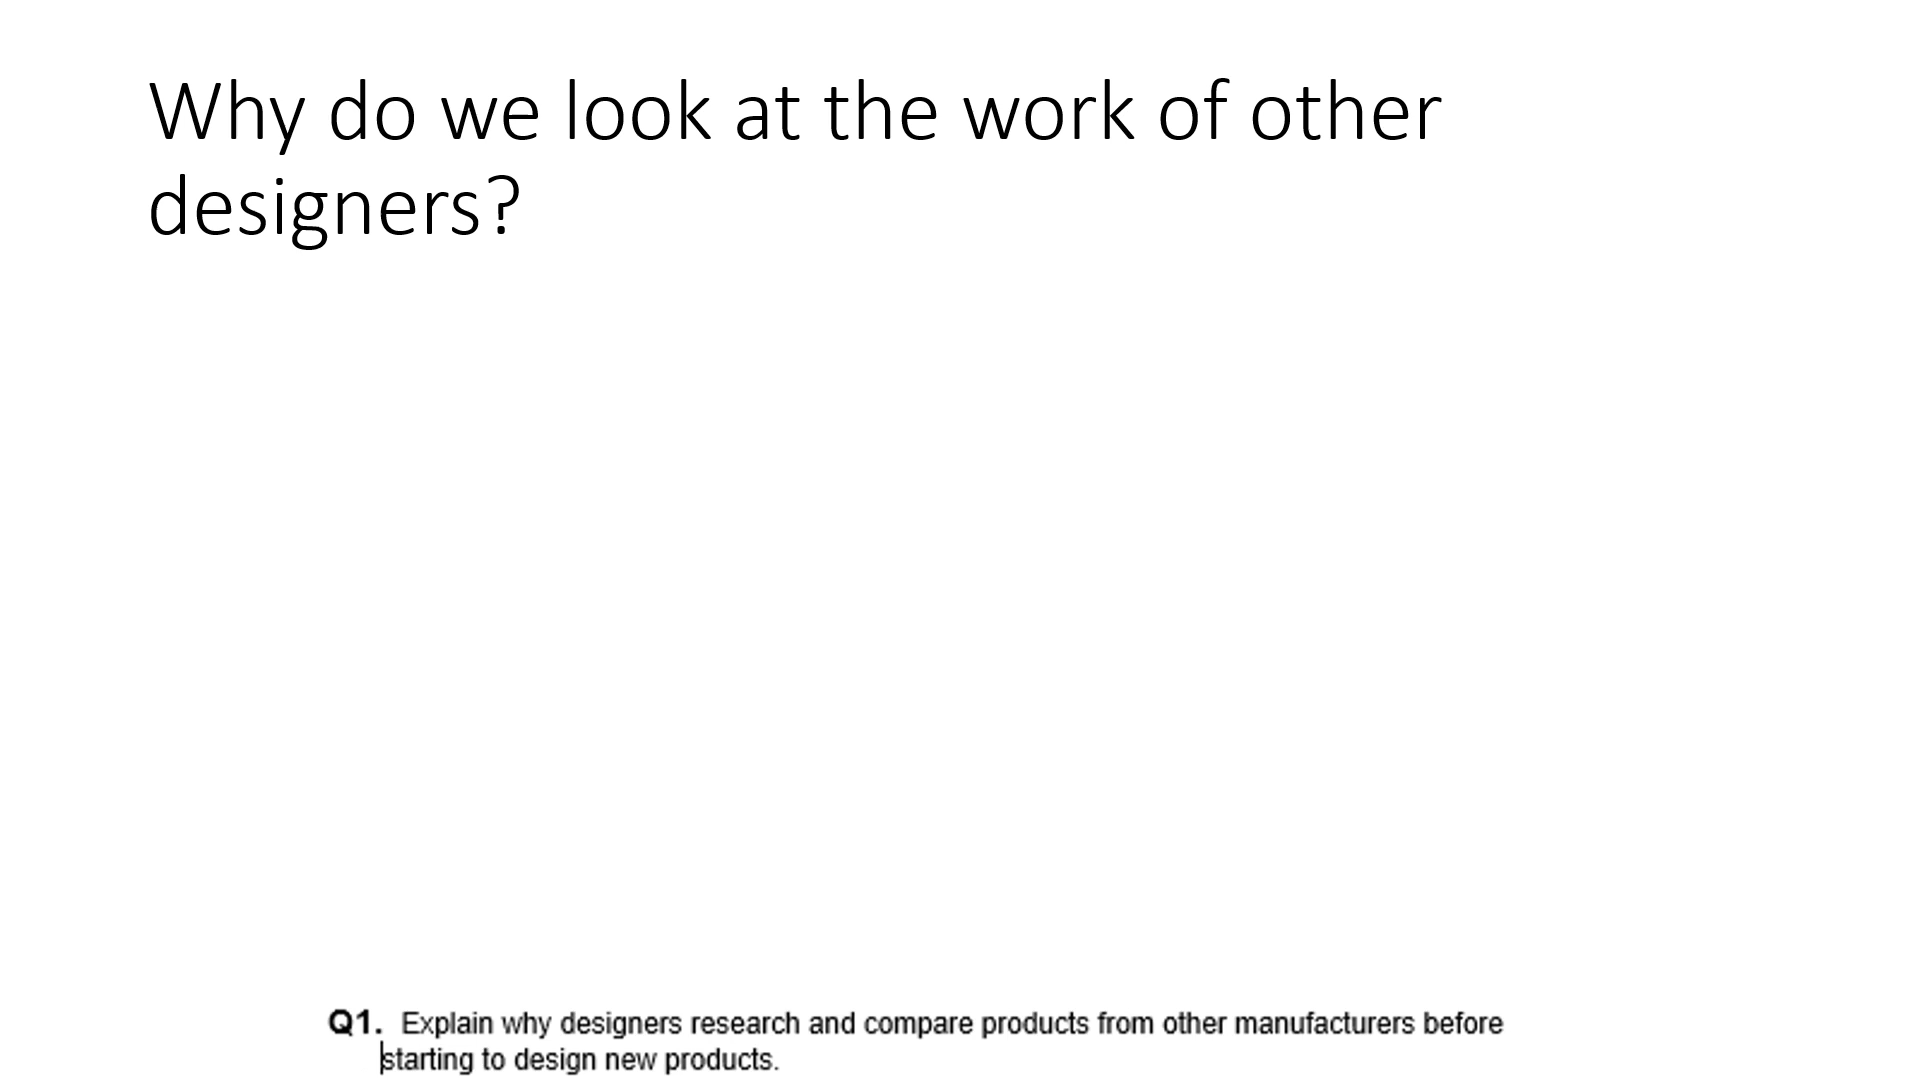 Why do we look at the work of other
designers?
Q1. Explain why designers research and compare products from other manufacturers before
starting to design new products.